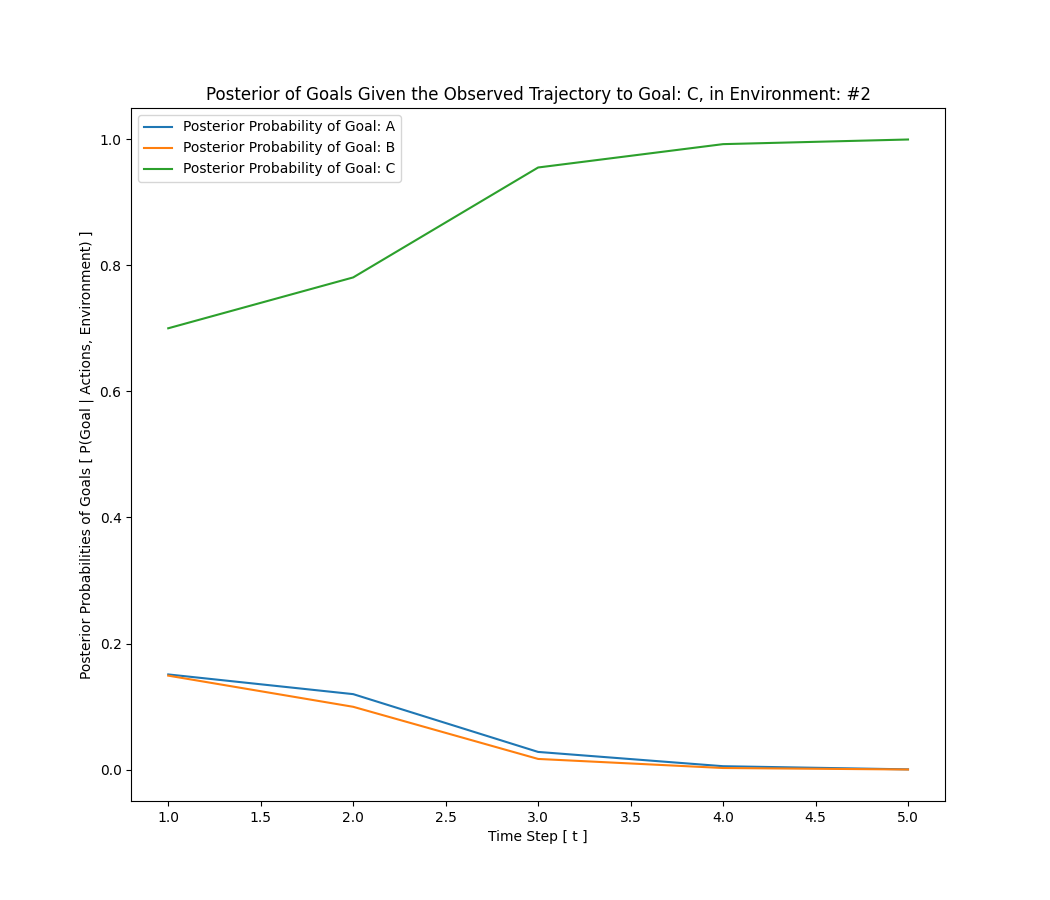 Posterior of Goals Given the Observed Trajectory to Goal: C, in Environment: #2
Posterior Probability of Goal: A
Posterior Probability of Goal: B
Posterior Probability of Goal: C
Posterior Probabilities of Goals [ P(Goal | Actions, Environment) ]
1.0
0.8
0.6
0.4
0.2
0.0
1.0 1.5 2.0 2.5 3.0 3.5 4.0 4.5 5.0
Time Step [ t ]